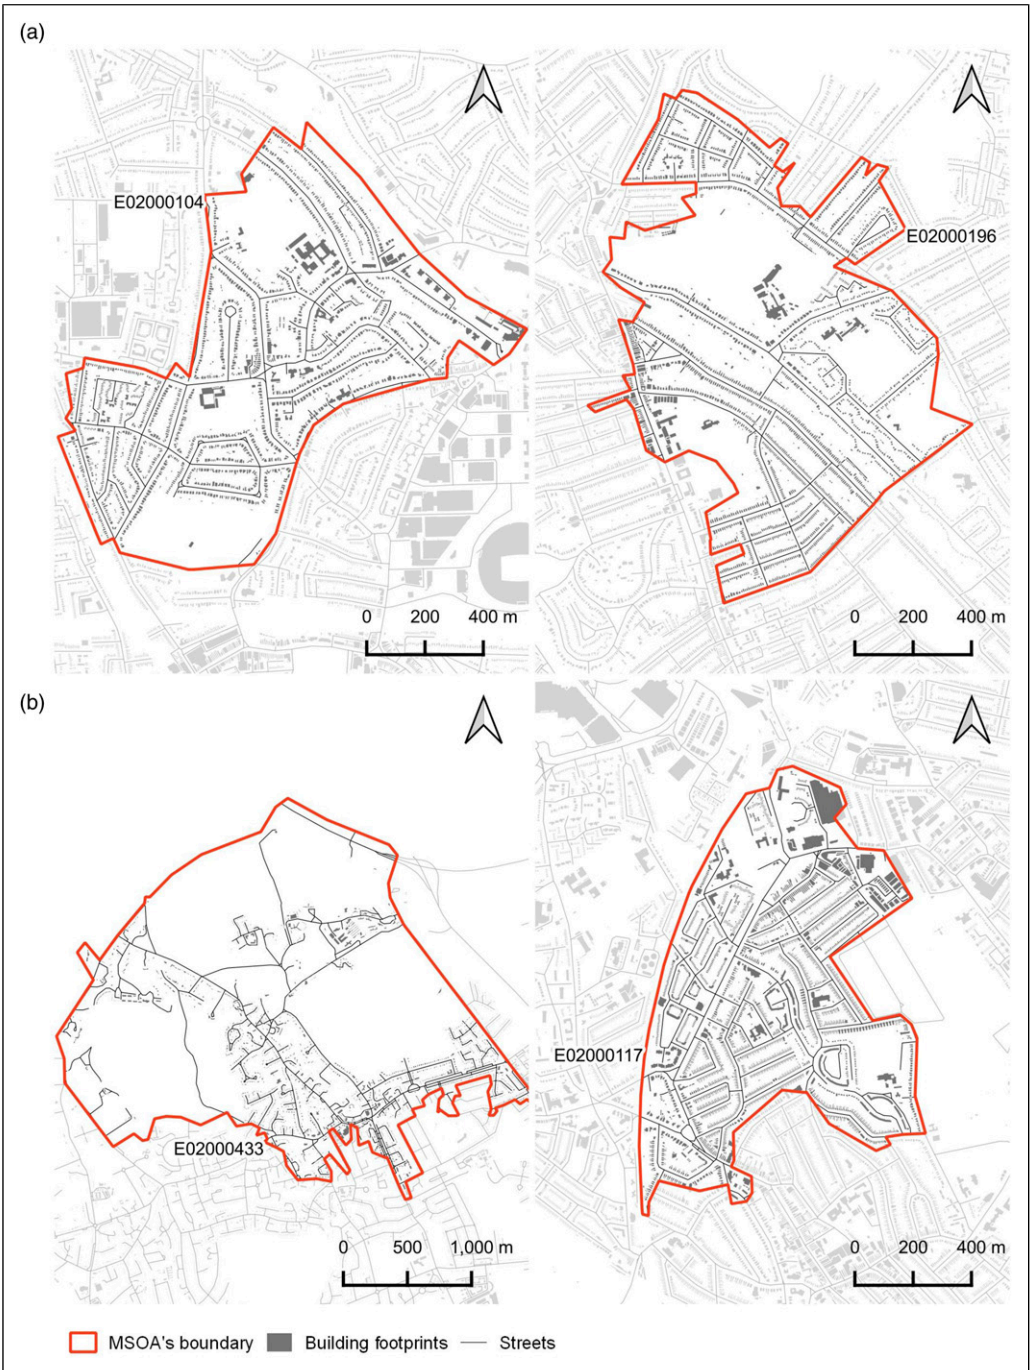 (a)
E02000104
E02000196
0 200 400 m
0 200 400 m
(b)
E02000117
E02000433
0 500 1,000 m
0 200 400 m
MSOA's boundary Building footprints Streets